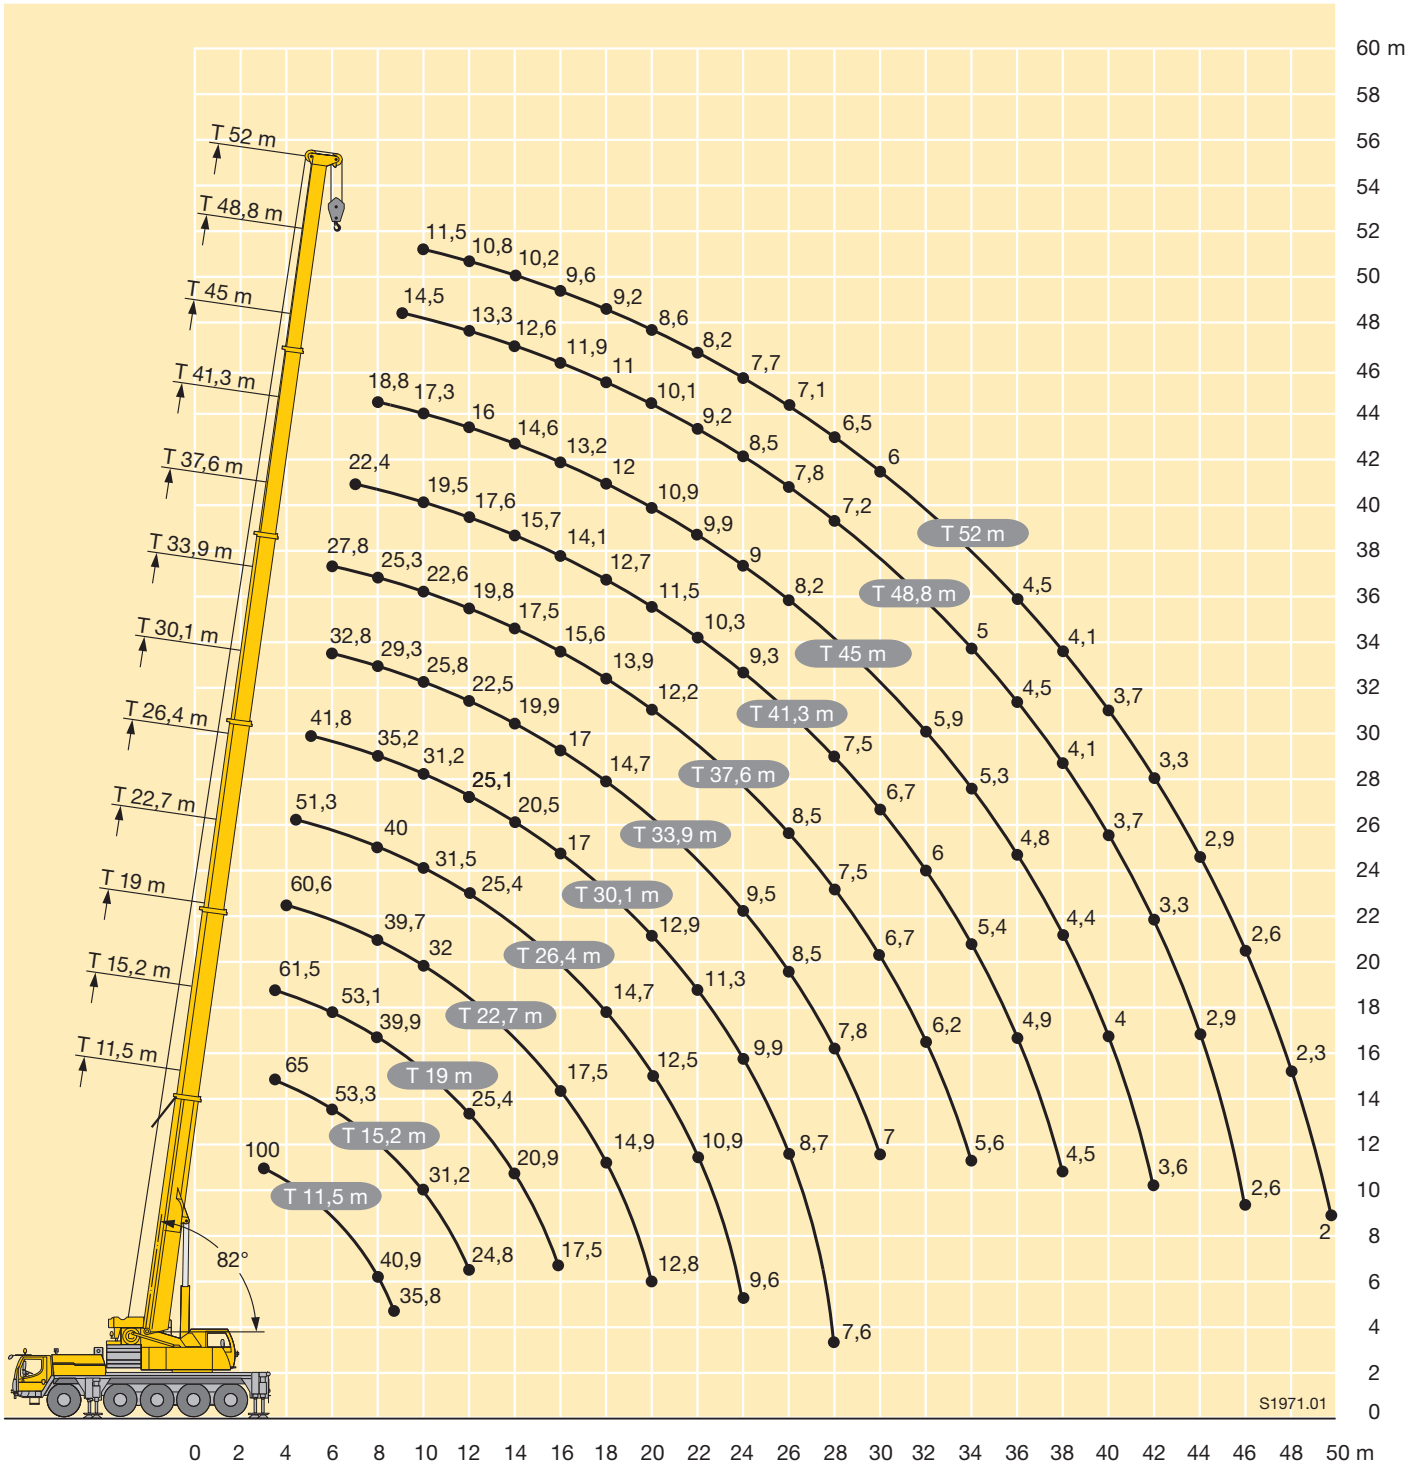 60 m
58
T 52 m
56
54
T 48,8 m
52
11,5 10,8 10,2 9,6 9,2 8,6 8,2 7,7 7,1 6,5 6 4,5 4,1 3,7 3,3 2,9 2,6 2,3 2
50
T 45 m
14,5 13,3 12,6 11,9 11 10,1 9,2 8,5 7,8 7,2 5 4,5 4,1 3,7 3,3 2,9 2,6
48
46
T 41,3 m
18,8 17,3 16 14,6 13,2 12 10,9 9,9 9 8,2 5,9 5,3 4,8 4,4 4 3,6
44
42
T 37,6 m
22,4 19,5 17,6 15,7 14,1 12,7 11,5 10,3 9,3 7,5 6,7 6 5,4 4,9 4,5
40
T 52 m
38
T 33,9 m
27,8 25,3 22,6 19,8 17,5 15,6 13,9 12,2 8,5 7,5 6,7 6,2 5,6
T 48,8 m
36
34
T 30,1 m
32,8 29,3 25,8 22,5 19,9 17 14,7 9,5 8,5 7,8 7
T 45 m
32
T 41,3 m
30
T 26,4 m
41,8 35,2 31,2 25,1 20,5 17 12,9 11,3 9,9 8,7 7,6
28
T 37,6 m
26
T 22,7 m
51,3 40 31,5 25,4 14,7 12,5 10,9 9,6
T 33,9 m
24
T 19 m
60,6 39,7 32 17,5 14,9 12,8
T 30,1 m
22
20
T 26,4 m
T 15,2 m
61,5 53,1 39,9 25,4 20,9 17,5
18
T 22,7 m
16
T 11,5 m
65 53,3 31,2 24,8
T 19 m
14
T 15,2 m
12
100 40,9 35,8
T 11,5 m
10
8
82°
6
4
2
S1971.01
0
0 2 4 6 8 10 12 14 16 18 20 22 24 26 28 30 32 34 36 38 40 42 44 46 48 50 m